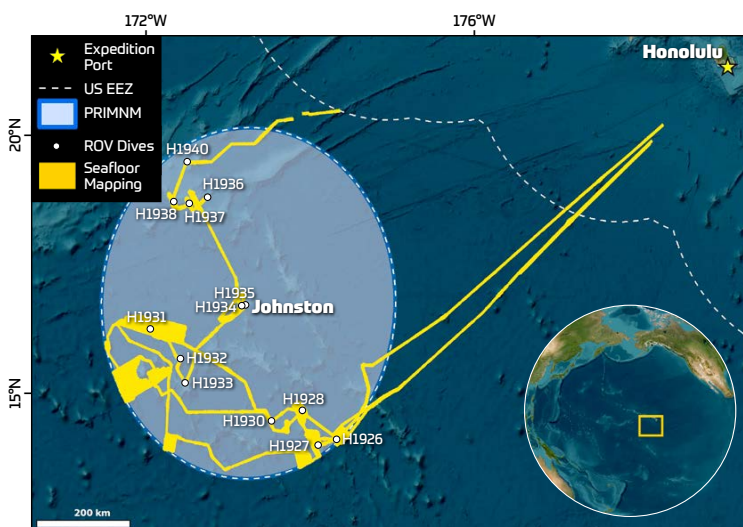 172°W
176°W
Expedition
Port
US EEZ
PRIMNM
ROV Dives
Seafloor
Mapping
Honolulu
20°N
15°N
H1940
H1936
H1938
H1937
H1935
H1934
Johnston
H1931
H1932
H1933
H1928
H1930
H1927
H1926
200 km